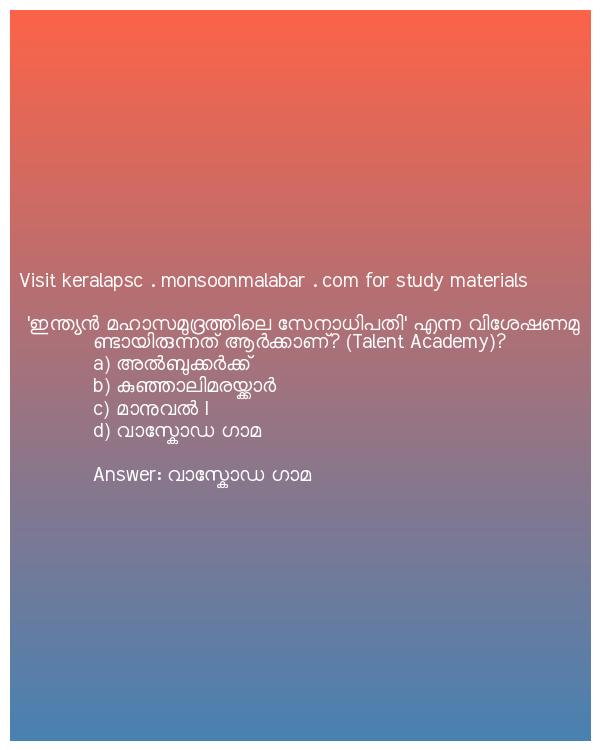 Visit keralapsc . monsoonmalabar . com for study materials
'ഇന്ത്യൻ മഹാസമുദ്രത്തിലെ സേനാധിപതി' എന്ന വിശേഷണമു
ണ്ടായിരുന്നത് ആർക്കാണ്? (Talent Academy)?
a) അൽബുക്കർക്ക്
b) കുഞ്ഞാലിമരയ്ക്കാർ
c) മാനുവൽ I
d) വാസ്കോഡ ഗാമ
Answer: വാസ്കോഡ ഗാമ